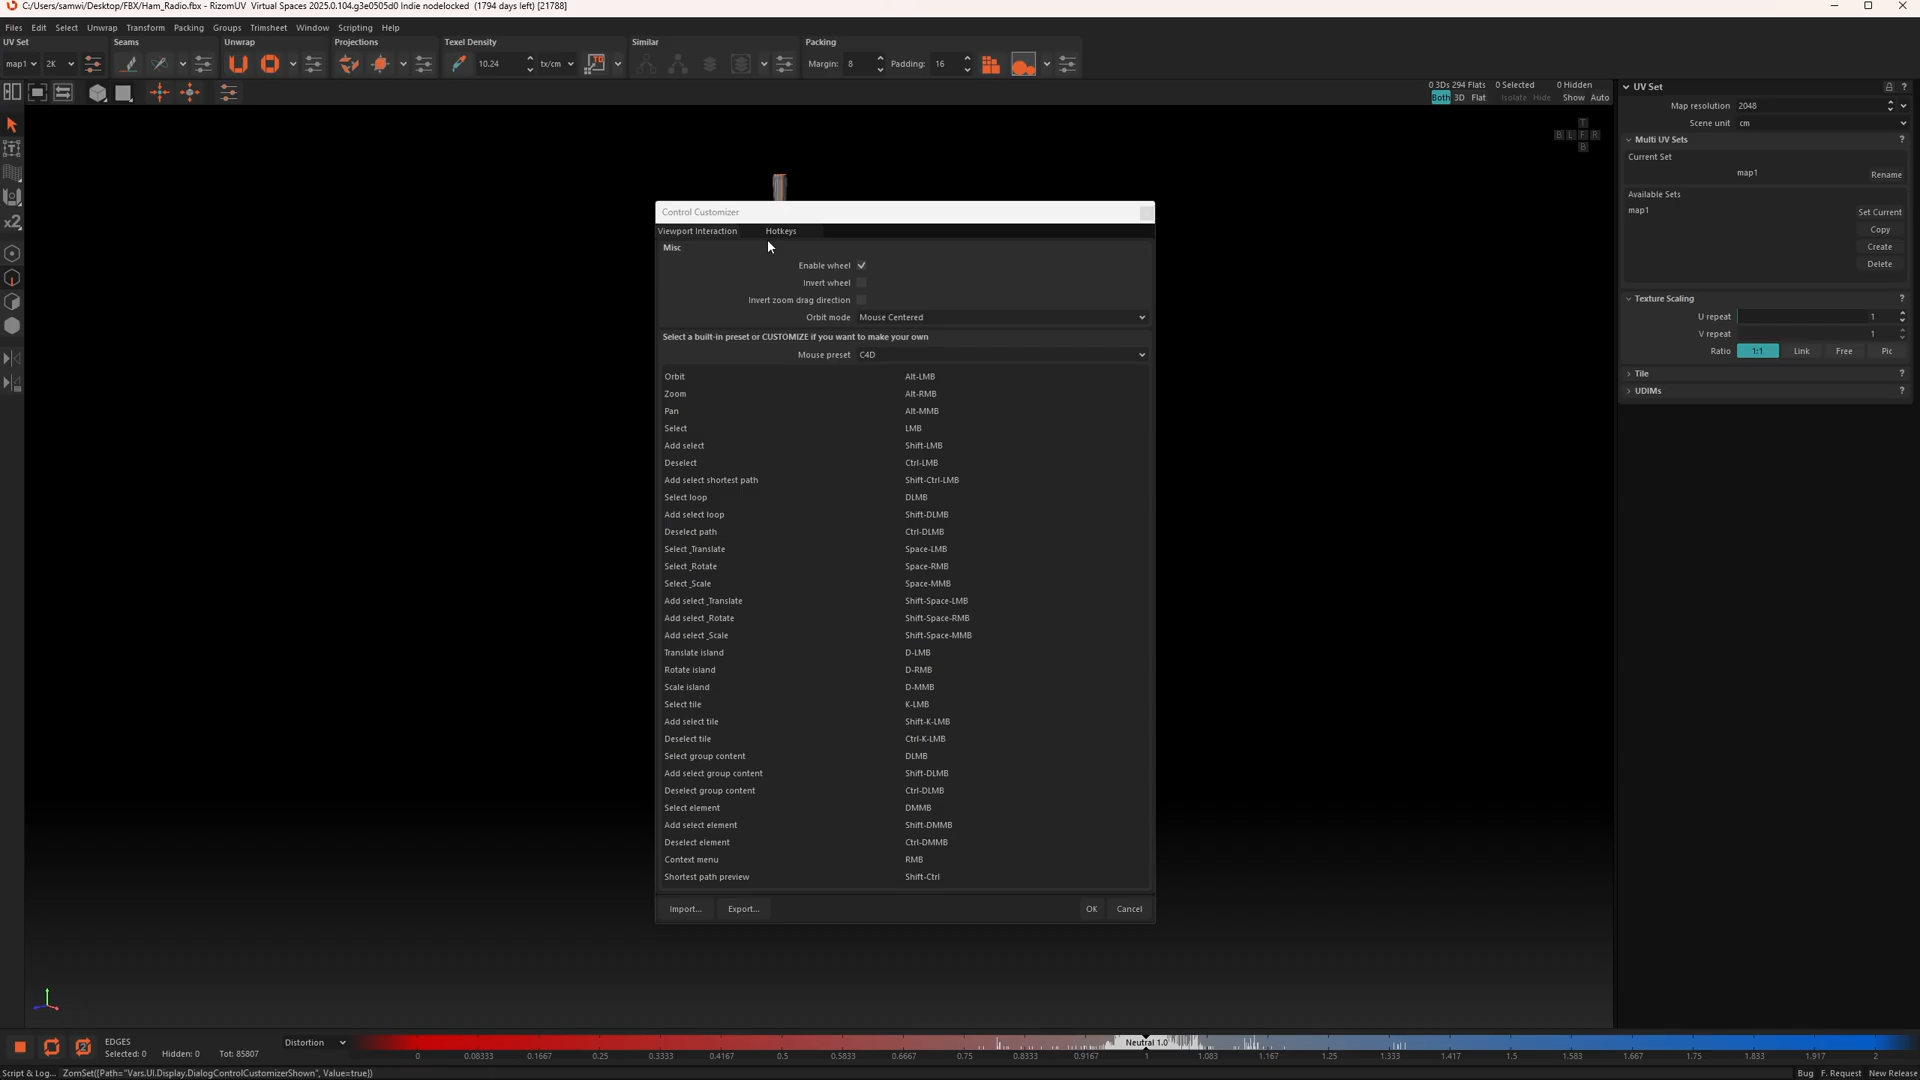 C:/Users/samwi/Desktop/FBX/Ham_Radio.fbx - RizomUV Virtual Spaces 2025.0.104.g3e0505d0 Indie nodelocked (1794 days left) [21788]
Files Edit Select Unwrap Transform Packing Groups Trimsheet Window Scripting Help
UV Set Seams Unwrap Projections Texel Density Similar Packing
map1 2K 10.24 tx/cm Margin: 8 Padding: 16
0 3Ds 294 Flats 0 Selected 0 Hidden
Both 3D Flat Isolate Hide Show Auto
T
B L F R
B
UV Set ?
Map resolution 2048
Scene unit cm
Multi UV Sets ?
Current Set
map1 Rename
Available Sets
map1 Set Current
Copy
Create
Delete
Texture Scaling ?
U repeat 1
V repeat 1
Ratio 1:1 Link Free Pic
Tile ?
UDIMs ?
Control Customizer
Viewport Interaction Hotkeys
Misc
Enable wheel
Invert wheel
Invert zoom drag direction
Orbit mode Mouse Centered
Select a built-in preset or CUSTOMIZE if you want to make your own
Mouse preset C4D
Orbit Alt-LMB
Zoom Alt-RMB
Pan Alt-MMB
Select LMB
Add select Shift-LMB
Deselect Ctrl-LMB
Add select shortest path Shift-Ctrl-LMB
Select loop DLMB
Add select loop Shift-DLMB
Deselect path Ctrl-DLMB
Select _Translate Space-LMB
Select _Rotate Space-RMB
Select _Scale Space-MMB
Add select _Translate Shift-Space-LMB
Add select _Rotate Shift-Space-RMB
Add select _Scale Shift-Space-MMB
Translate island D-LMB
Rotate island D-RMB
Scale island D-MMB
Select tile K-LMB
Add select tile Shift-K-LMB
Deselect tile Ctrl-K-LMB
Select group content DLMB
Add select group content Shift-DLMB
Deselect group content Ctrl-DLMB
Select element DMMB
Add select element Shift-DMMB
Deselect element Ctrl-DMMB
Context menu RMB
Shortest path preview Shift-Ctrl
Import... Export... OK Cancel
EDGES
Selected: 0 Hidden: 0 Tot: 85807
Distortion
Neutral 1.0
0 0.08333 0.1667 0.25 0.3333 0.4167 0.5 0.5833 0.6667 0.75 0.8333 0.9167 1 1.083 1.167 1.25 1.333 1.417 1.5 1.583 1.667 1.75 1.833 1.917 2
Script & Log... ZomSet({Path="Vars.UI.Display.DialogControlCustomizerShown", Value=true})
Bug F. Request New Release